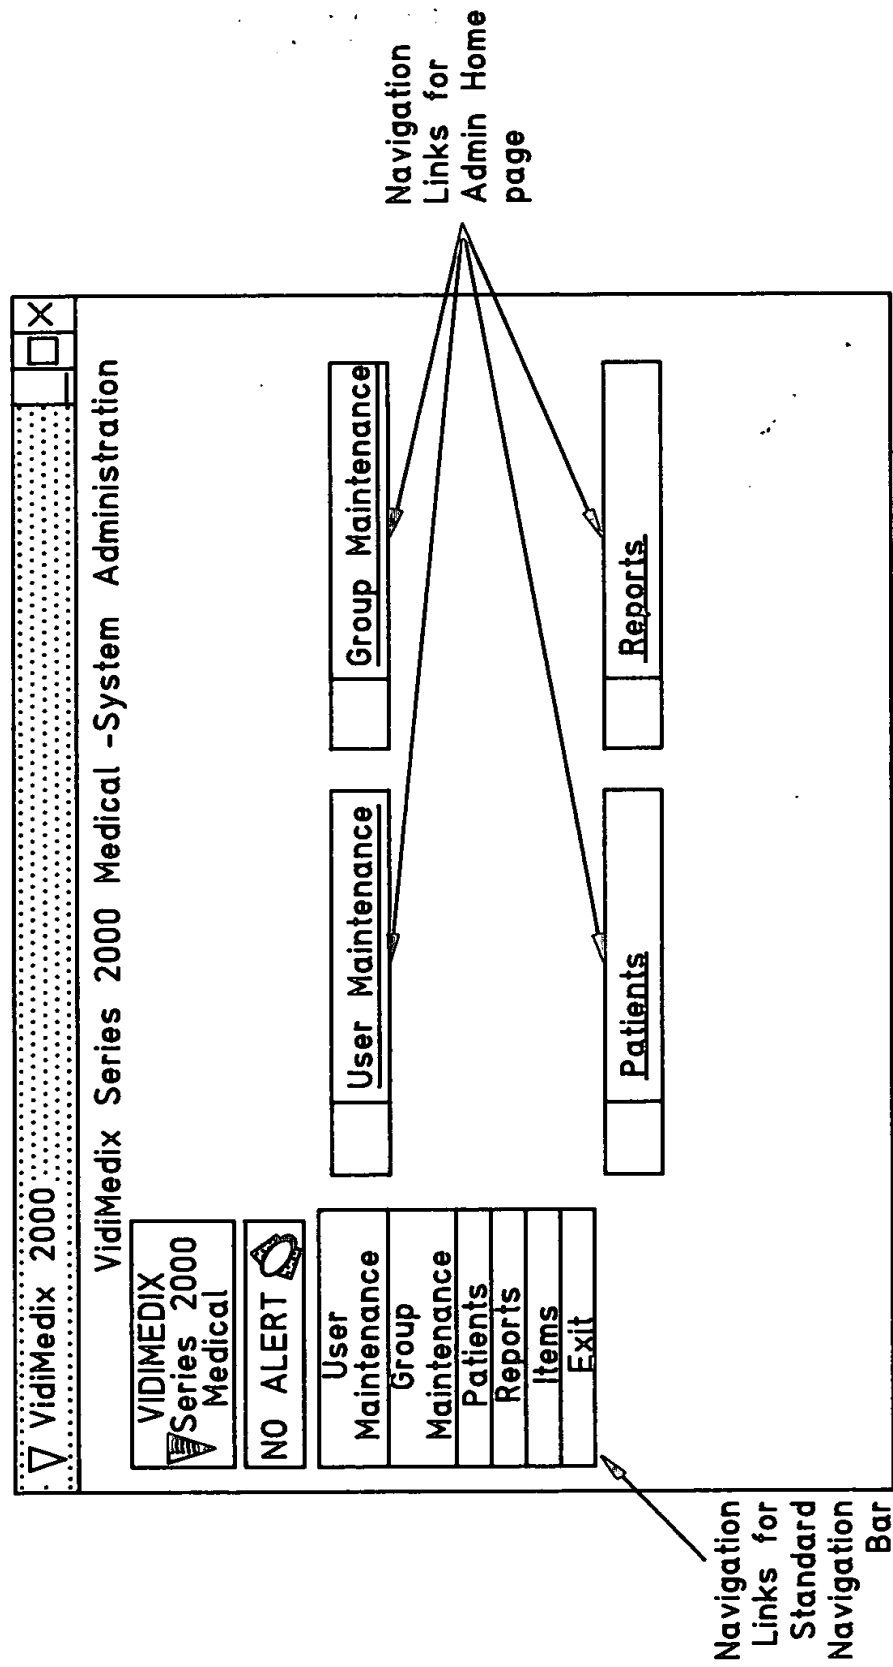 VidiMedix 2000
VidiMedix Series 2000 Medical -System Administration
VIDIMEDIX
Series 2000
Medical
NO ALERT
User
Maintenance
Group
Maintenance
Patients
Reports
Items
Exit
User Maintenance
Group Maintenance
Patients
Reports
Navigation
Links for
Admin Home
page
Navigation
Links for
Standard
Navigation
Bar